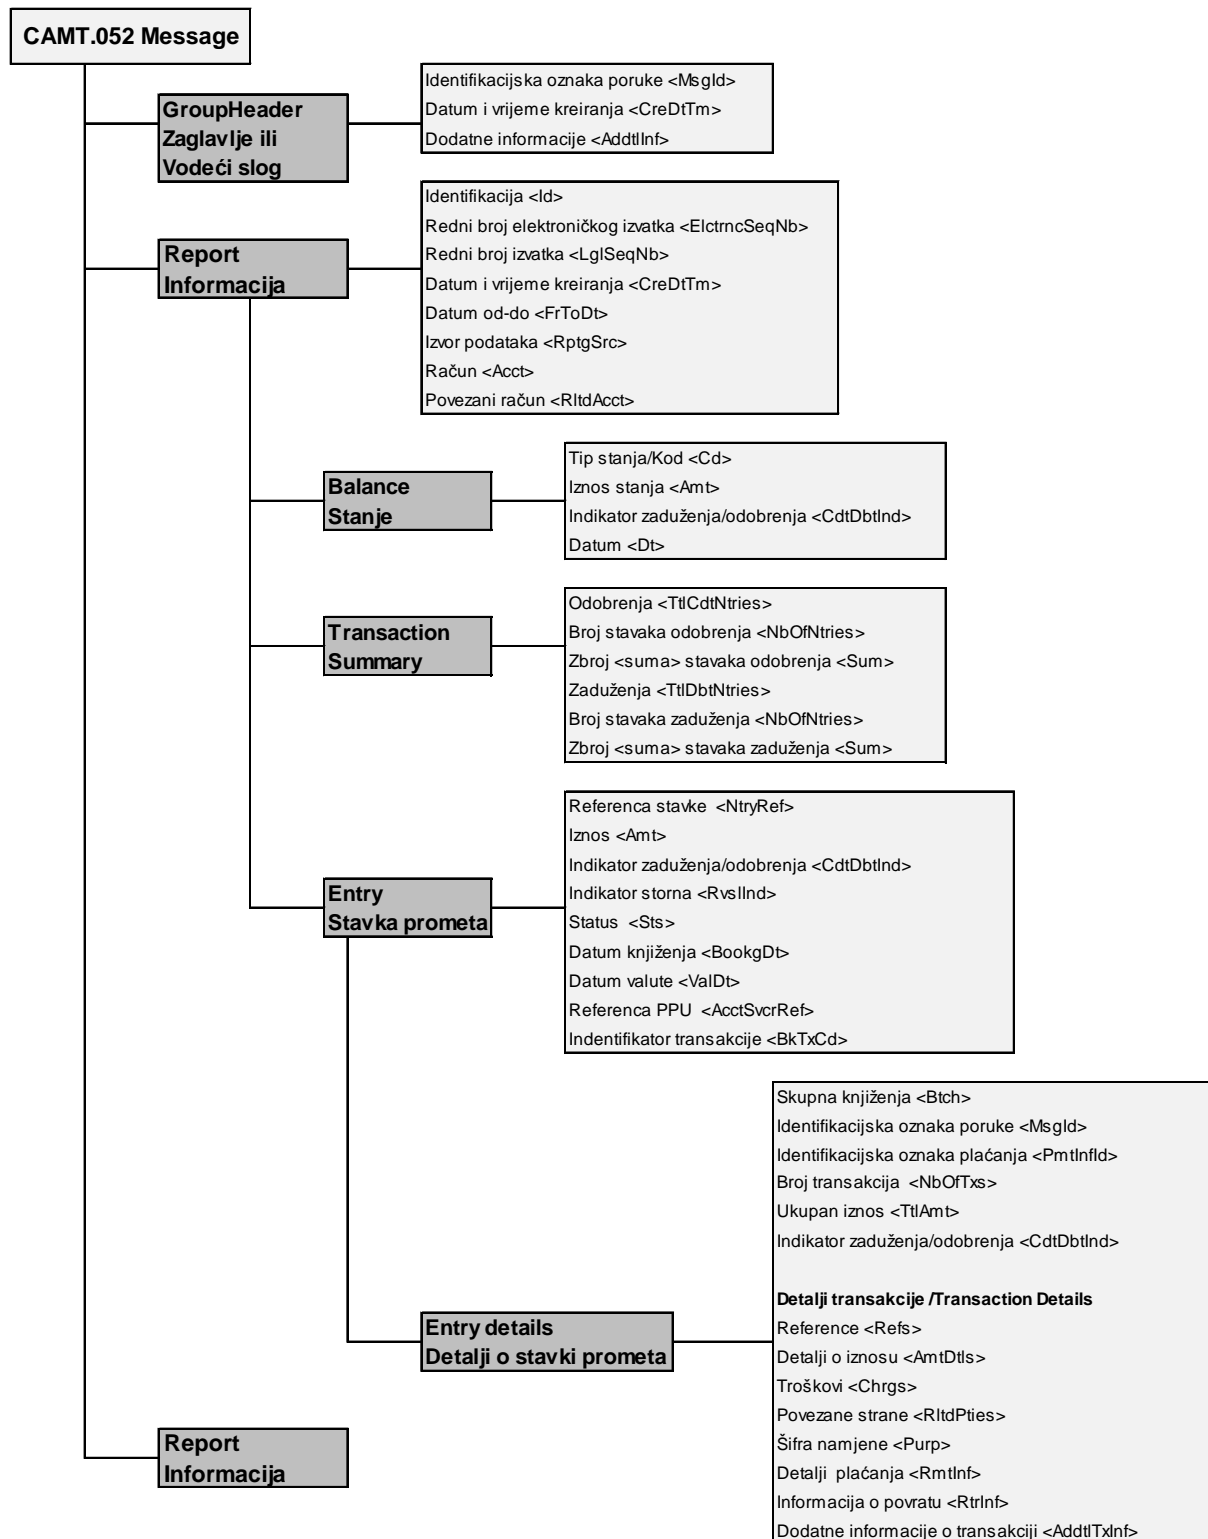 CAMT.052 Message
GroupHeader
Zaglavlje ili
Vodeći slog
Identifikacijska oznaka poruke <MsgId>
Datum i vrijeme kreiranja <CreDtTm>
Dodatne informacije <AddtlInf>
Report
Informacija
Identifikacija <Id>
Redni broj elektroničkog izvatka <ElctrncSeqNb>
Redni broj izvatka <LglSeqNb>
Datum i vrijeme kreiranja <CreDtTm>
Datum od-do <FrToDt>
Izvor podataka <RptgSrc>
Račun <Acct>
Povezani račun <RltdAcct>
Balance
Stanje
Tip stanja/Kod <Cd>
Iznos stanja <Amt>
Indikator zaduženja/odobrenja <CdtDbtInd>
Datum <Dt>
Transaction
Summary
Odobrenja <TtlCdtNtries>
Broj stavaka odobrenja <NbOfNtries>
Zbroj <suma> stavaka odobrenja <Sum>
Zaduženja <TtlDbtNtries>
Broj stavaka zaduženja <NbOfNtries>
Zbroj <suma> stavaka zaduženja <Sum>
Entry
Stavka prometa
Referenca stavke <NtryRef>
Iznos <Amt>
Indikator zaduženja/odobrenja <CdtDbtInd>
Indikator storna <RvslInd>
Status <Sts>
Datum knjiženja <BookgDt>
Datum valute <ValDt>
Referenca PPU <AcctSvcrRef>
Indentifikator transakcije <BkTxCd>
Entry details
Detalji o stavki prometa
Skupna knjiženja <Btch>
Identifikacijska oznaka poruke <MsgId>
Identifikacijska oznaka plaćanja <PmtInfId>
Broj transakcija <NbOfTxs>
Ukupan iznos <TtlAmt>
Indikator zaduženja/odobrenja <CdtDbtInd>
Detalji transakcije /Transaction Details
Reference <Refs>
Detalji o iznosu <AmtDtls>
Troškovi <Chrgs>
Povezane strane <RltdPties>
Šifra namjene <Purp>
Detalji plaćanja <RmtInf>
Informacija o povratu <RtrInf>
Dodatne informacije o transakciji <AddtlTxInf>
Report
Informacija